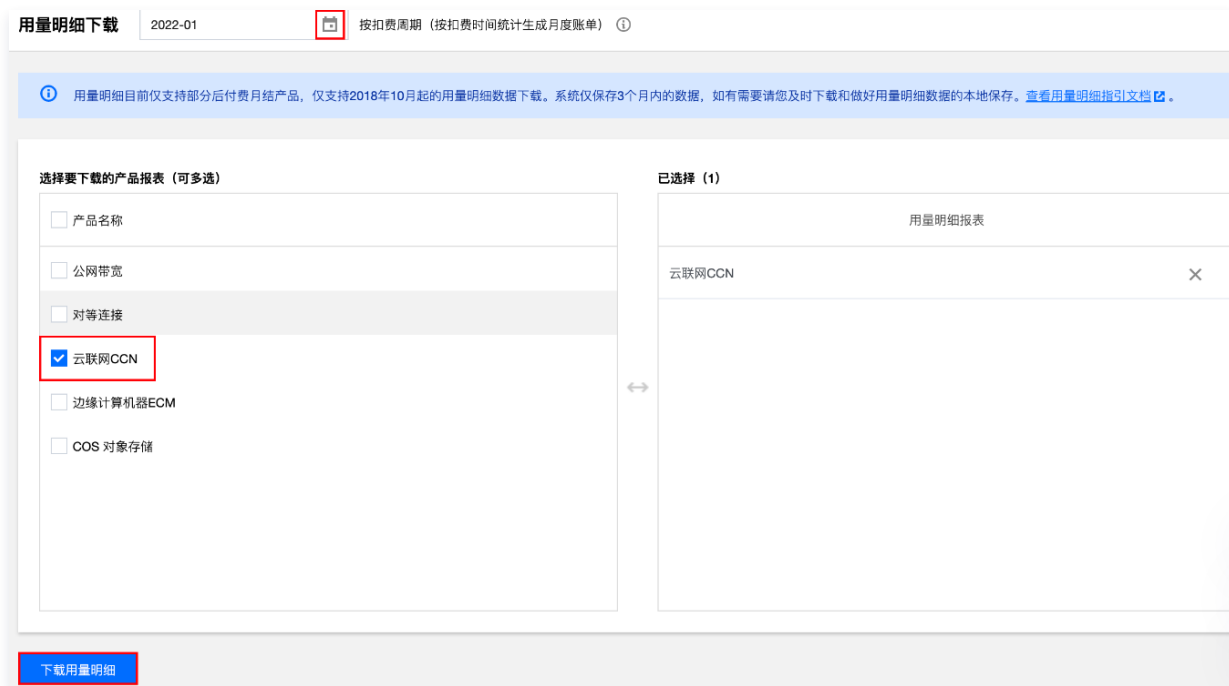 用量明细下载 2022-01 按扣费周期（按扣费时间统计生成月度账单）
用量明细目前仅支持部分后付费月结产品，仅支持2018年10月起的用量明细数据下载。系统仅保存3个月内的数据，如有需要请您及时下载和做好用量明细数据的本地保存。查看用量明细指引文档。
选择要下载的产品报表（可多选）
产品名称
公网带宽
对等连接
云联网CCN
边缘计算机器ECM
COS 对象存储
已选择（1）
用量明细报表
云联网CCN
下载用量明细